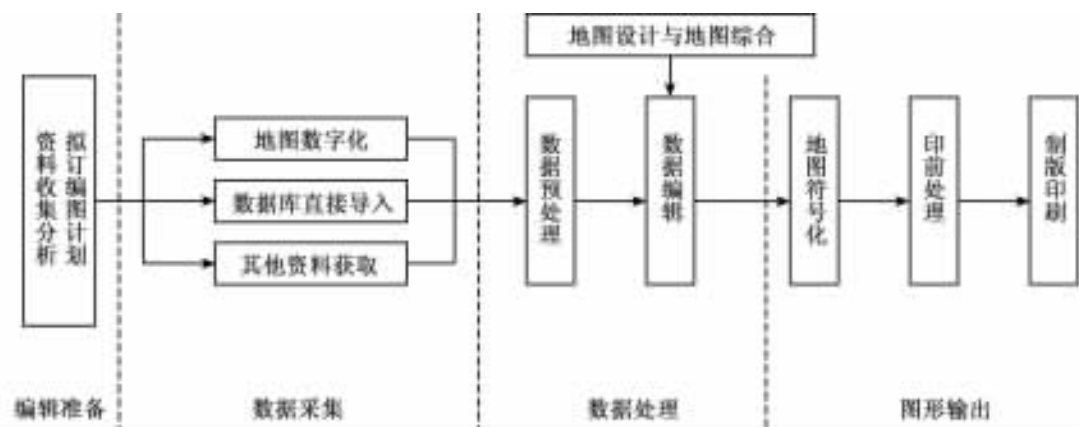 地图设计与地图综合
拟订编图计划
资料收集分析
地图数字化
数据库直接导入
其他资料获取
数据预处理
数据编辑
地图符号化
印前处理
制版印刷
编辑准备
数据采集
数据处理
图形输出